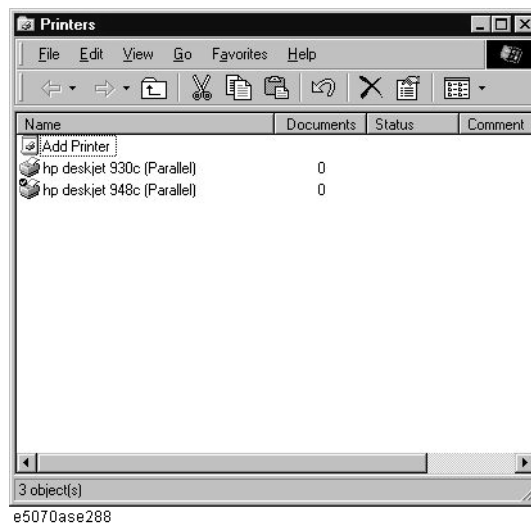 Printers
File Edit View Go Favorites Help
Name Documents Status Comment
Add Printer
hp deskjet 930c (Parallel) 0
hp deskjet 948c (Parallel) 0
3 object(s)
e5070ase288